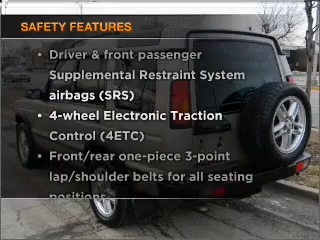 SAFETY FEATURES
• Driver & front passenger
Supplemental Restraint System
airbags (SRS)
• 4-wheel Electronic Traction
Control (4ETC)
• Front/rear one-piece 3-point
lap/shoulder belts for all seating
positions